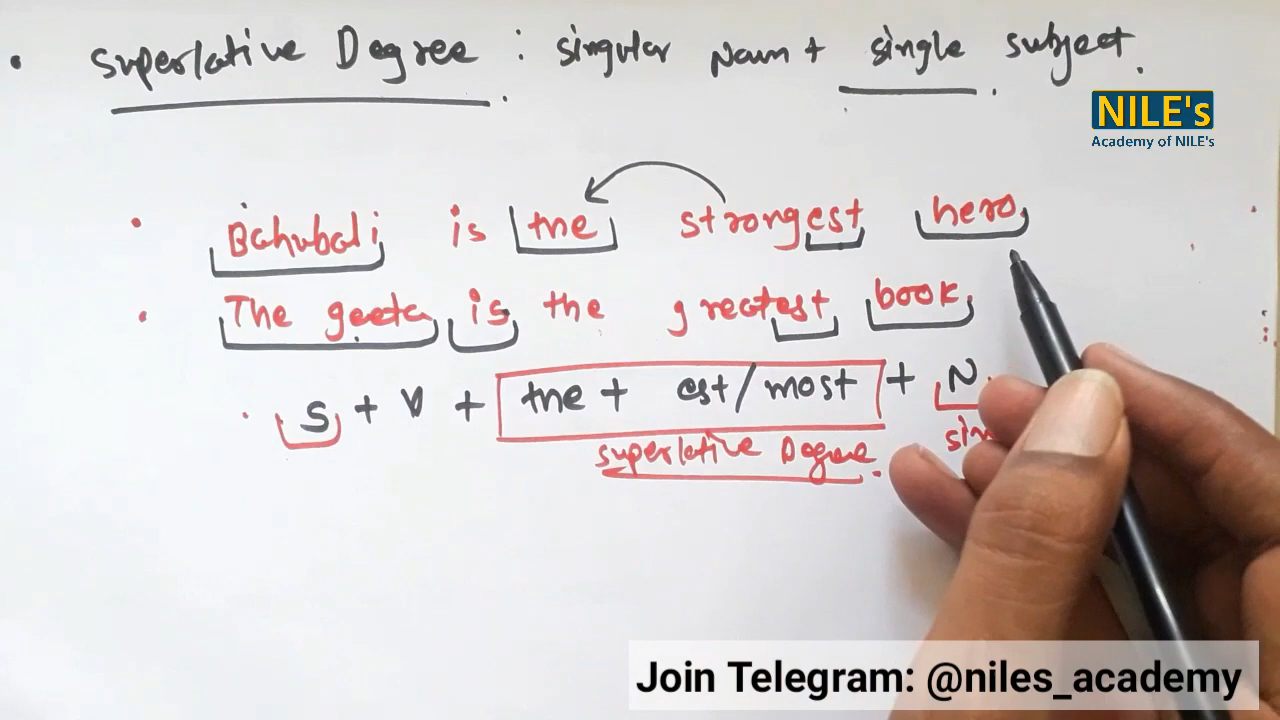 • Superlative Degree : singular Noun + single subject.
NILE's
Academy of NILE's
• Bahubali is the strongest hero
• The geeta is the greatest book
• S + V + the + est/most + N
superlative Degree.
Join Telegram: @niles_academy